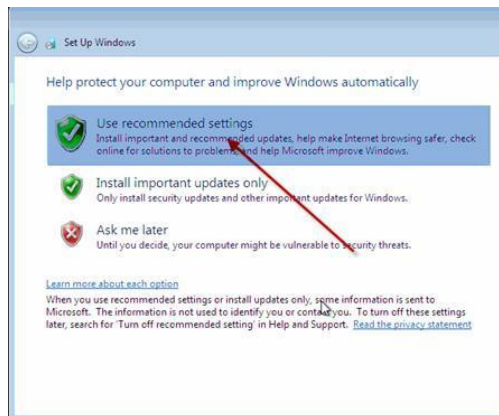 Set Up Windows
Help protect your computer and improve Windows automatically
Use recommended settings
Install important and recommended updates, help make Internet browsing safer, check
online for solutions to problems, and help Microsoft improve Windows.
Install important updates only
Only install security updates and other important updates for Windows.
Ask me later
Until you decide, your computer might be vulnerable to security threats.
Learn more about each option
When you use recommended settings or install updates only, some information is sent to
Microsoft. The information is not used to identify you or contact you. To turn off these settings
later, search for 'Turn off recommended setting' in Help and Support. Read the privacy statement